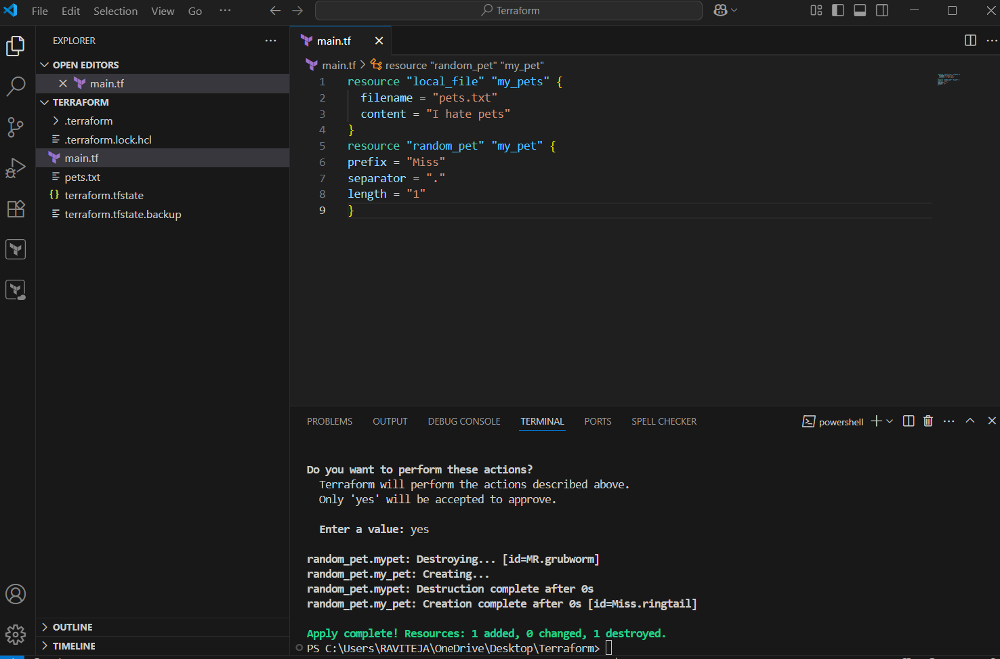 File Edit Selection View Go ··· Terraform
EXPLORER ···
OPEN EDITORS
main.tf
TERRAFORM
.terraform
.terraform.lock.hcl
main.tf
pets.txt
{} terraform.tfstate
terraform.tfstate.backup
OUTLINE
TIMELINE
main.tf
main.tf > resource "random_pet" "my_pet"
1 resource "local_file" "my_pets" {
2   filename = "pets.txt"
3   content = "I hate pets"
4 }
5 resource "random_pet" "my_pet" {
6 prefix = "Miss"
7 separator = "."
8 length = "1"
9 }
PROBLEMS OUTPUT DEBUG CONSOLE TERMINAL PORTS SPELL CHECKER powershell
Do you want to perform these actions?
  Terraform will perform the actions described above.
  Only 'yes' will be accepted to approve.
  Enter a value: yes
random_pet.mypet: Destroying... [id=MR.grubworm]
random_pet.my_pet: Creating...
random_pet.mypet: Destruction complete after 0s
random_pet.my_pet: Creation complete after 0s [id=Miss.ringtail]
Apply complete! Resources: 1 added, 0 changed, 1 destroyed.
PS C:\Users\RAVITEJA\OneDrive\Desktop\Terraform>